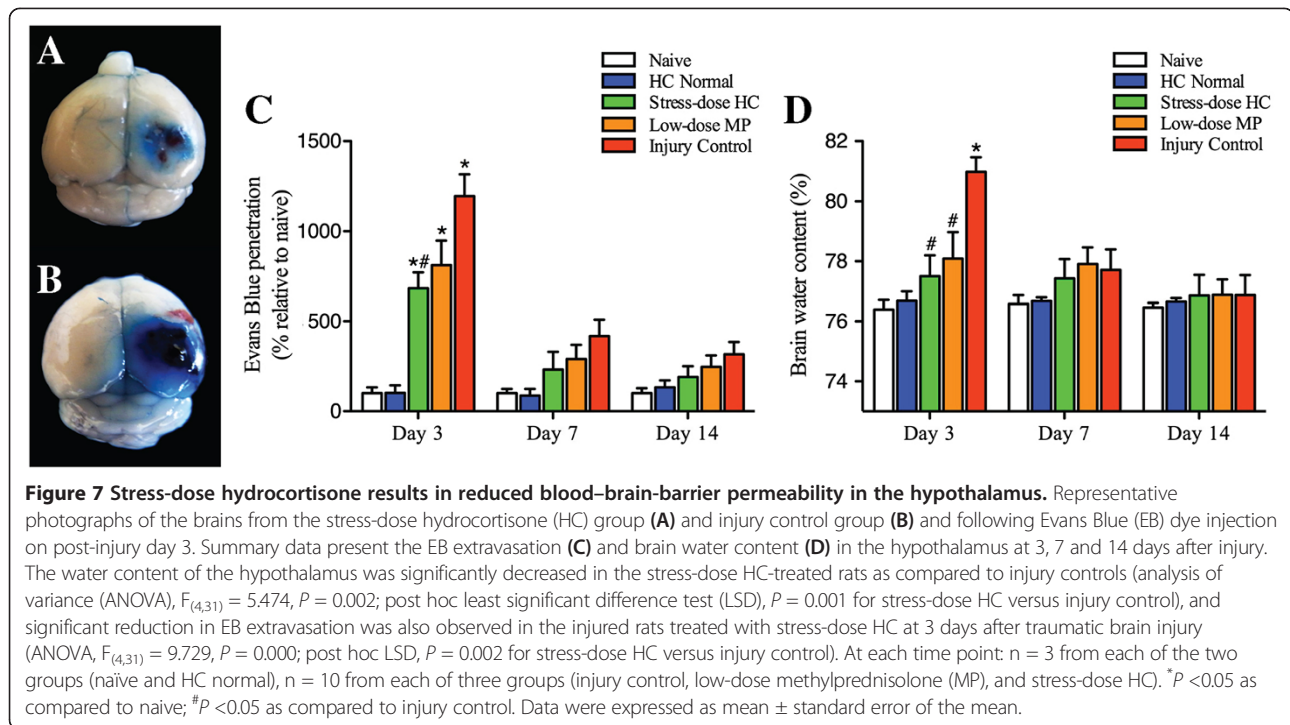 A
B
C
Naive
HC Normal
Stress-dose HC
Low-dose MP
Injury Control
Evans Blue penetration
(% relative to naive)
1500
1000
500
0
*#
*
*
Day 3
Day 7
Day 14
D
Naive
HC Normal
Stress-dose HC
Low-dose MP
Injury Control
Brain water content (%)
82
80
78
76
74
#
#
*
Day 3
Day 7
Day 14
Figure 7 Stress-dose hydrocortisone results in reduced blood–brain-barrier permeability in the hypothalamus. Representative
photographs of the brains from the stress-dose hydrocortisone (HC) group (A) and injury control group (B) and following Evans Blue (EB) dye injection
on post-injury day 3. Summary data present the EB extravasation (C) and brain water content (D) in the hypothalamus at 3, 7 and 14 days after injury.
The water content of the hypothalamus was significantly decreased in the stress-dose HC-treated rats as compared to injury controls (analysis of
variance (ANOVA), F(4,31) = 5.474, P = 0.002; post hoc least significant difference test (LSD), P = 0.001 for stress-dose HC versus injury control), and
significant reduction in EB extravasation was also observed in the injured rats treated with stress-dose HC at 3 days after traumatic brain injury
(ANOVA, F(4,31) = 9.729, P = 0.000; post hoc LSD, P = 0.002 for stress-dose HC versus injury control). At each time point: n = 3 from each of the two
groups (naïve and HC normal), n = 10 from each of three groups (injury control, low-dose methylprednisolone (MP), and stress-dose HC). *P <0.05 as
compared to naive; #P <0.05 as compared to injury control. Data were expressed as mean ± standard error of the mean.